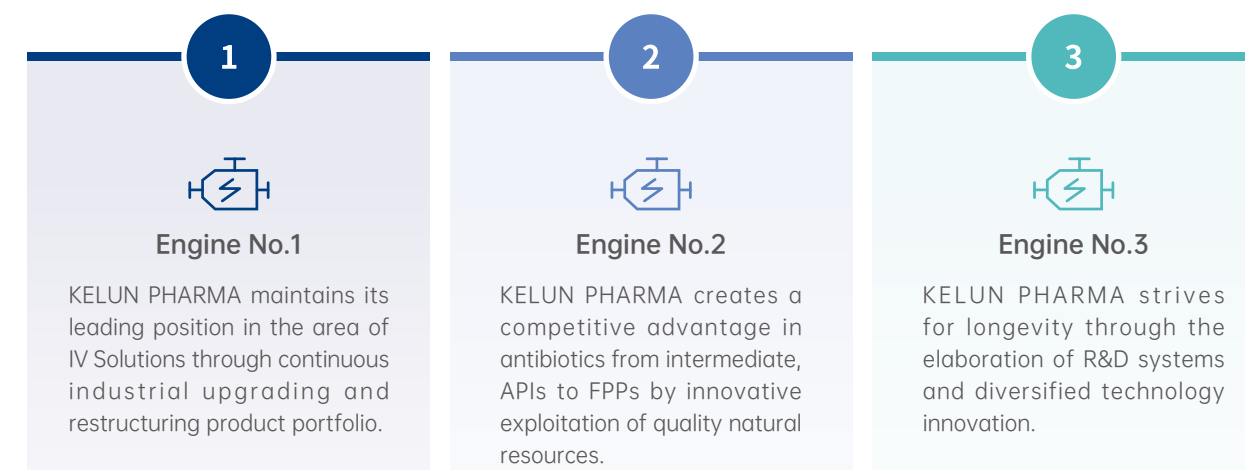 1
Engine No.1
KELUN PHARMA maintains its
leading position in the area of
IV Solutions through continuous
industrial upgrading and
restructuring product portfolio.
2
Engine No.2
KELUN PHARMA creates a
competitive advantage in
antibiotics from intermediate,
APIs to FPPs by innovative
exploitation of quality natural
resources.
3
Engine No.3
KELUN PHARMA strives
for longevity through the
elaboration of R&D systems
and diversified technology
innovation.